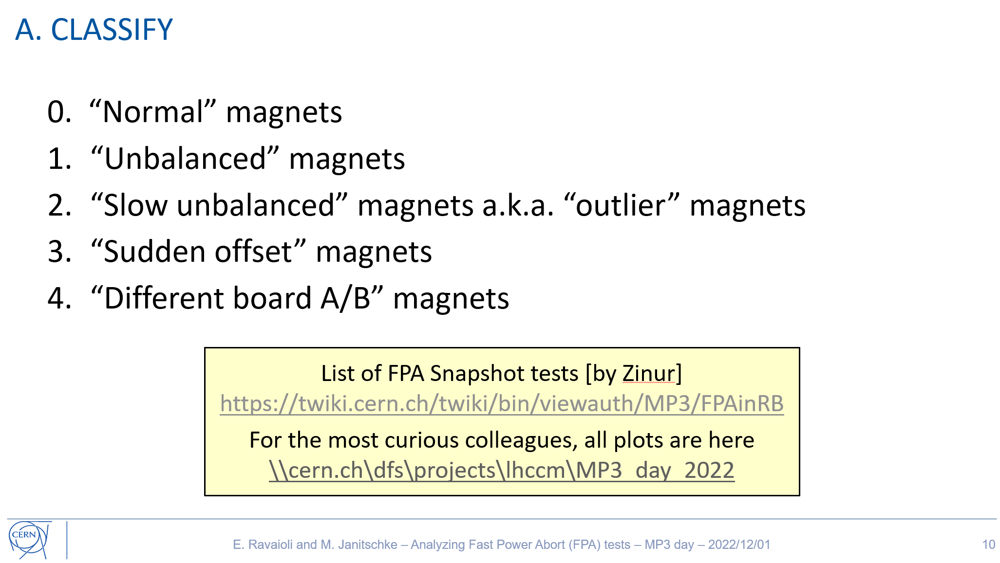 A. CLASSIFY
0. “Normal” magnets
1. “Unbalanced” magnets
2. “Slow unbalanced” magnets a.k.a. “outlier” magnets
3. “Sudden offset” magnets
4. “Different board A/B” magnets
List of FPA Snapshot tests [by Zinur]
https://twiki.cern.ch/twiki/bin/viewauth/MP3/FPAinRB
For the most curious colleagues, all plots are here
\\cern.ch\dfs\projects\lhccm\MP3_day_2022
CERN
E. Ravaioli and M. Janitschke – Analyzing Fast Power Abort (FPA) tests – MP3 day – 2022/12/01
10